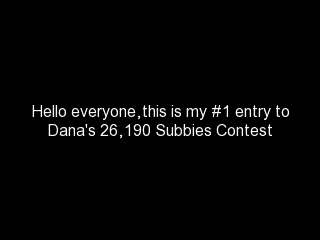 Hello everyone,this is my #1 entry to
Dana's 26,190 Subbies Contest